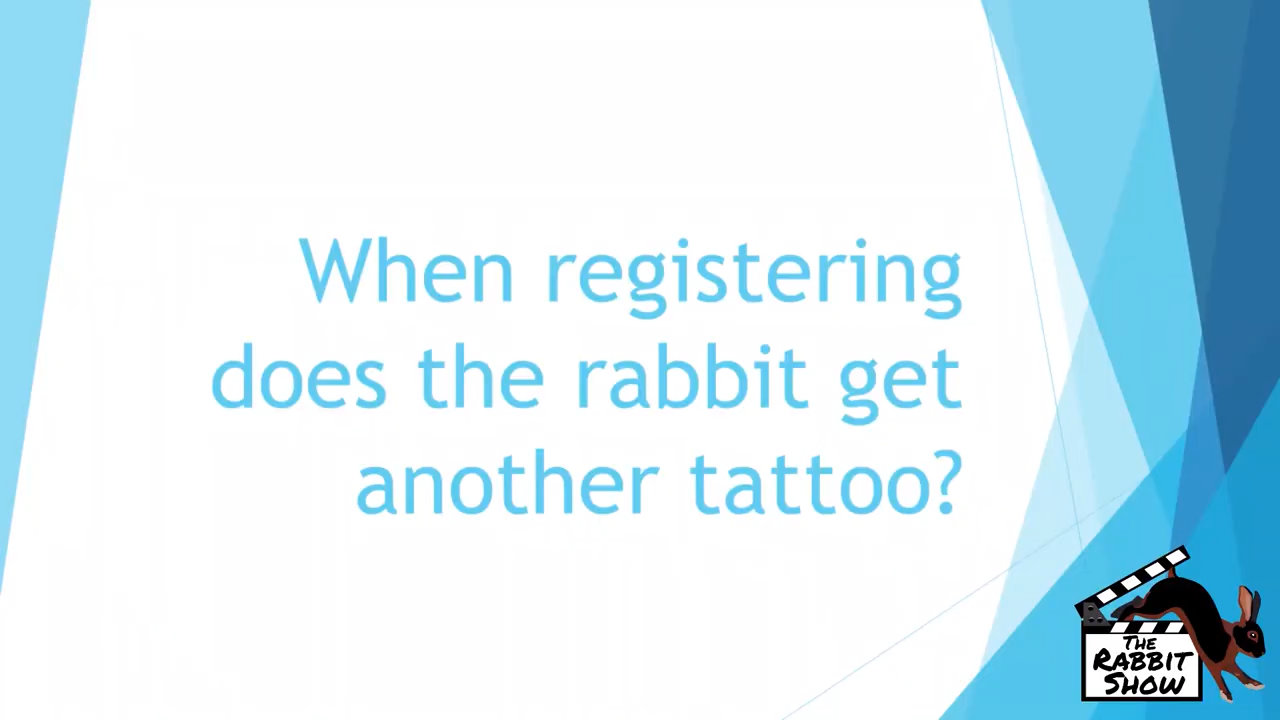 When registering
does the rabbit get
another tattoo?
THE
RABBIT
SHOW